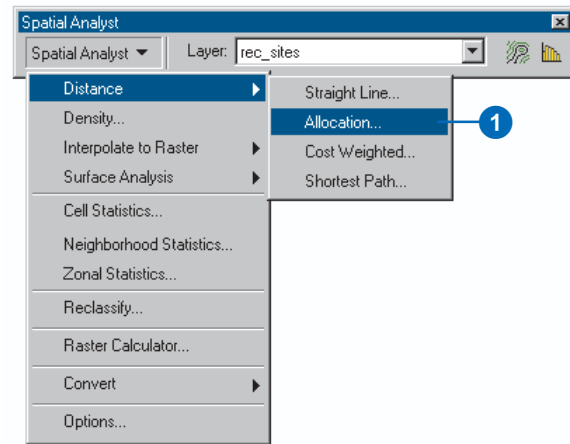 Spatial Analyst
Spatial Analyst Layer: rec_sites
Distance
Straight Line...
Density...
Allocation...
1
Interpolate to Raster
Cost Weighted...
Surface Analysis
Shortest Path...
Cell Statistics...
Neighborhood Statistics...
Zonal Statistics...
Reclassify...
Raster Calculator...
Convert
Options...